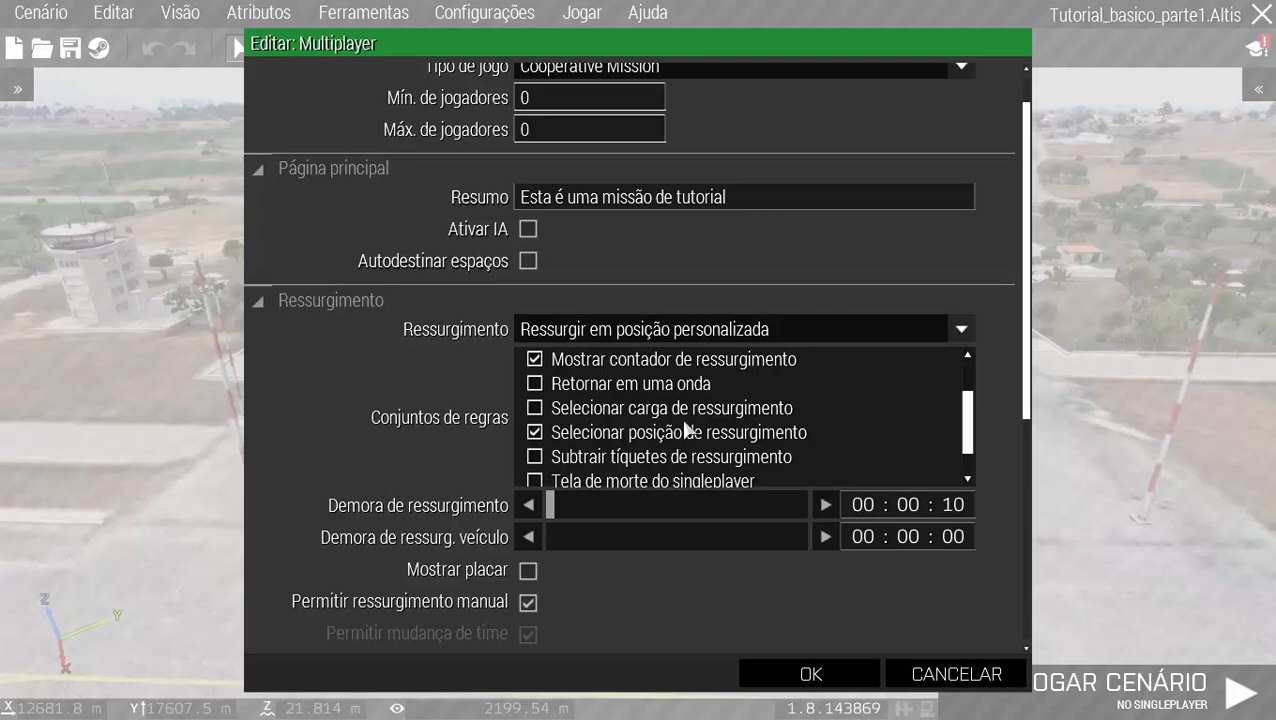 Cenário Editar Visão Atributos Ferramentas Configurações Jogar Ajuda Tutorial_basico_parte1.Altis
Editar: Multiplayer
Tipo de jogo Cooperative Mission
Mín. de jogadores 0
Máx. de jogadores 0
Página principal
Resumo Esta é uma missão de tutorial
Ativar IA
Autodestinar espaços
Ressurgimento
Ressurgimento Ressurgir em posição personalizada
Mostrar contador de ressurgimento
Retornar em uma onda
Selecionar carga de ressurgimento
Conjuntos de regras
Selecionar posição de ressurgimento
Subtrair tíquetes de ressurgimento
Tela de morte do singleplayer
Demora de ressurgimento 00 : 00 : 10
Demora de ressurg. veículo 00 : 00 : 00
Mostrar placar
Permitir ressurgimento manual
Permitir mudança de time
OK CANCELAR
OGAR CENÁRIO
NO SINGLEPLAYER
Z Y X
X 12681.8 m Y 17607.5 m Z 21.814 m 2199.54 m 1.8.143869